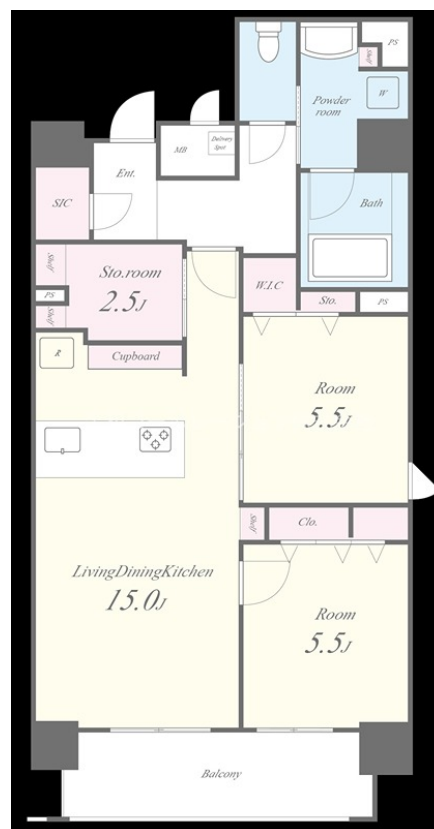 PS
Shelf
Powder
room
W
Delivery
Spot
MB
Ent.
SIC
Bath
Shelf
Sto.room
2.5J
PS
Shelf
W.I.C
Sto.
PS
R
Cupboard
Room
5.5J
Shelf
Clo.
LivingDiningKitchen
15.0J
Room
5.5J
Balcony